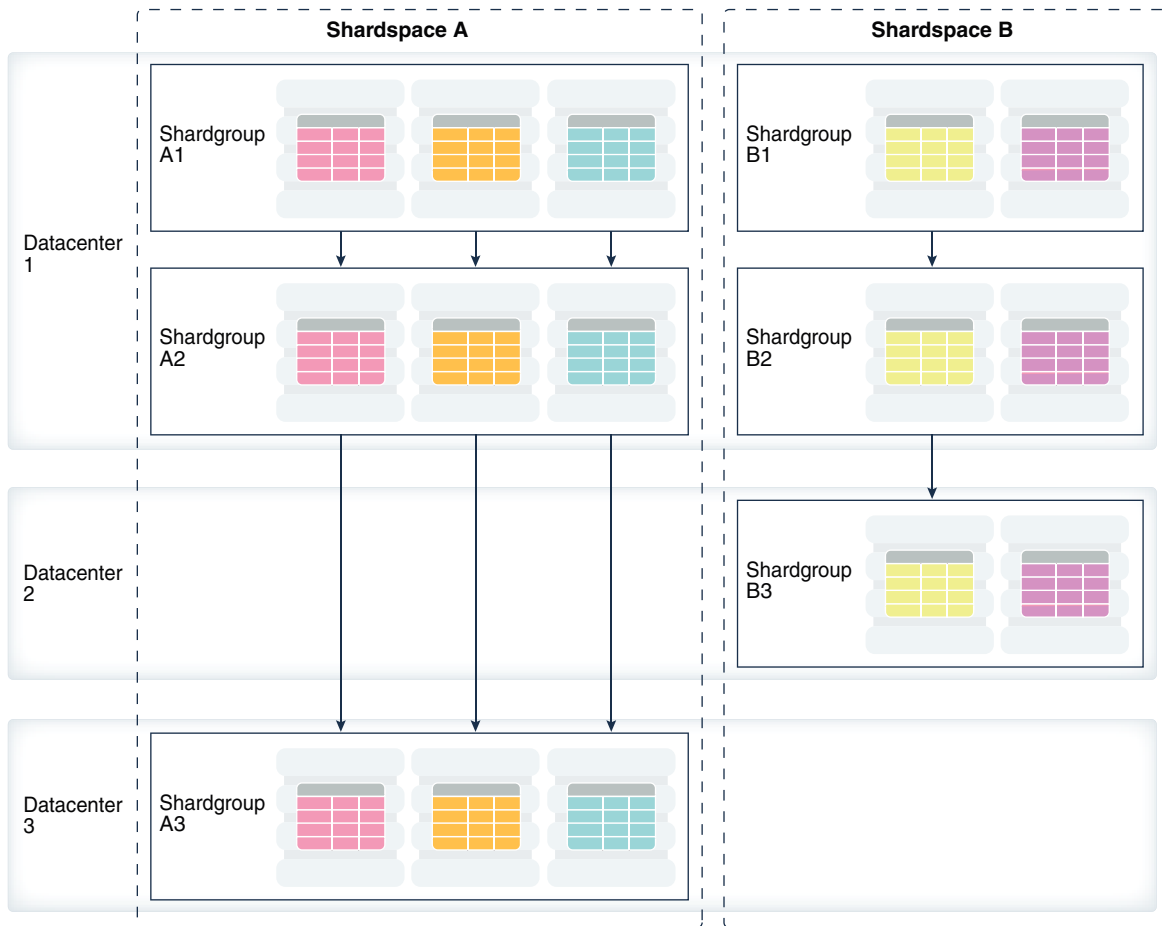 Shardspace A
Shardspace B
Datacenter
1
Shardgroup
A1
Shardgroup
B1
Shardgroup
A2
Shardgroup
B2
Datacenter
2
Shardgroup
B3
Datacenter
3
Shardgroup
A3